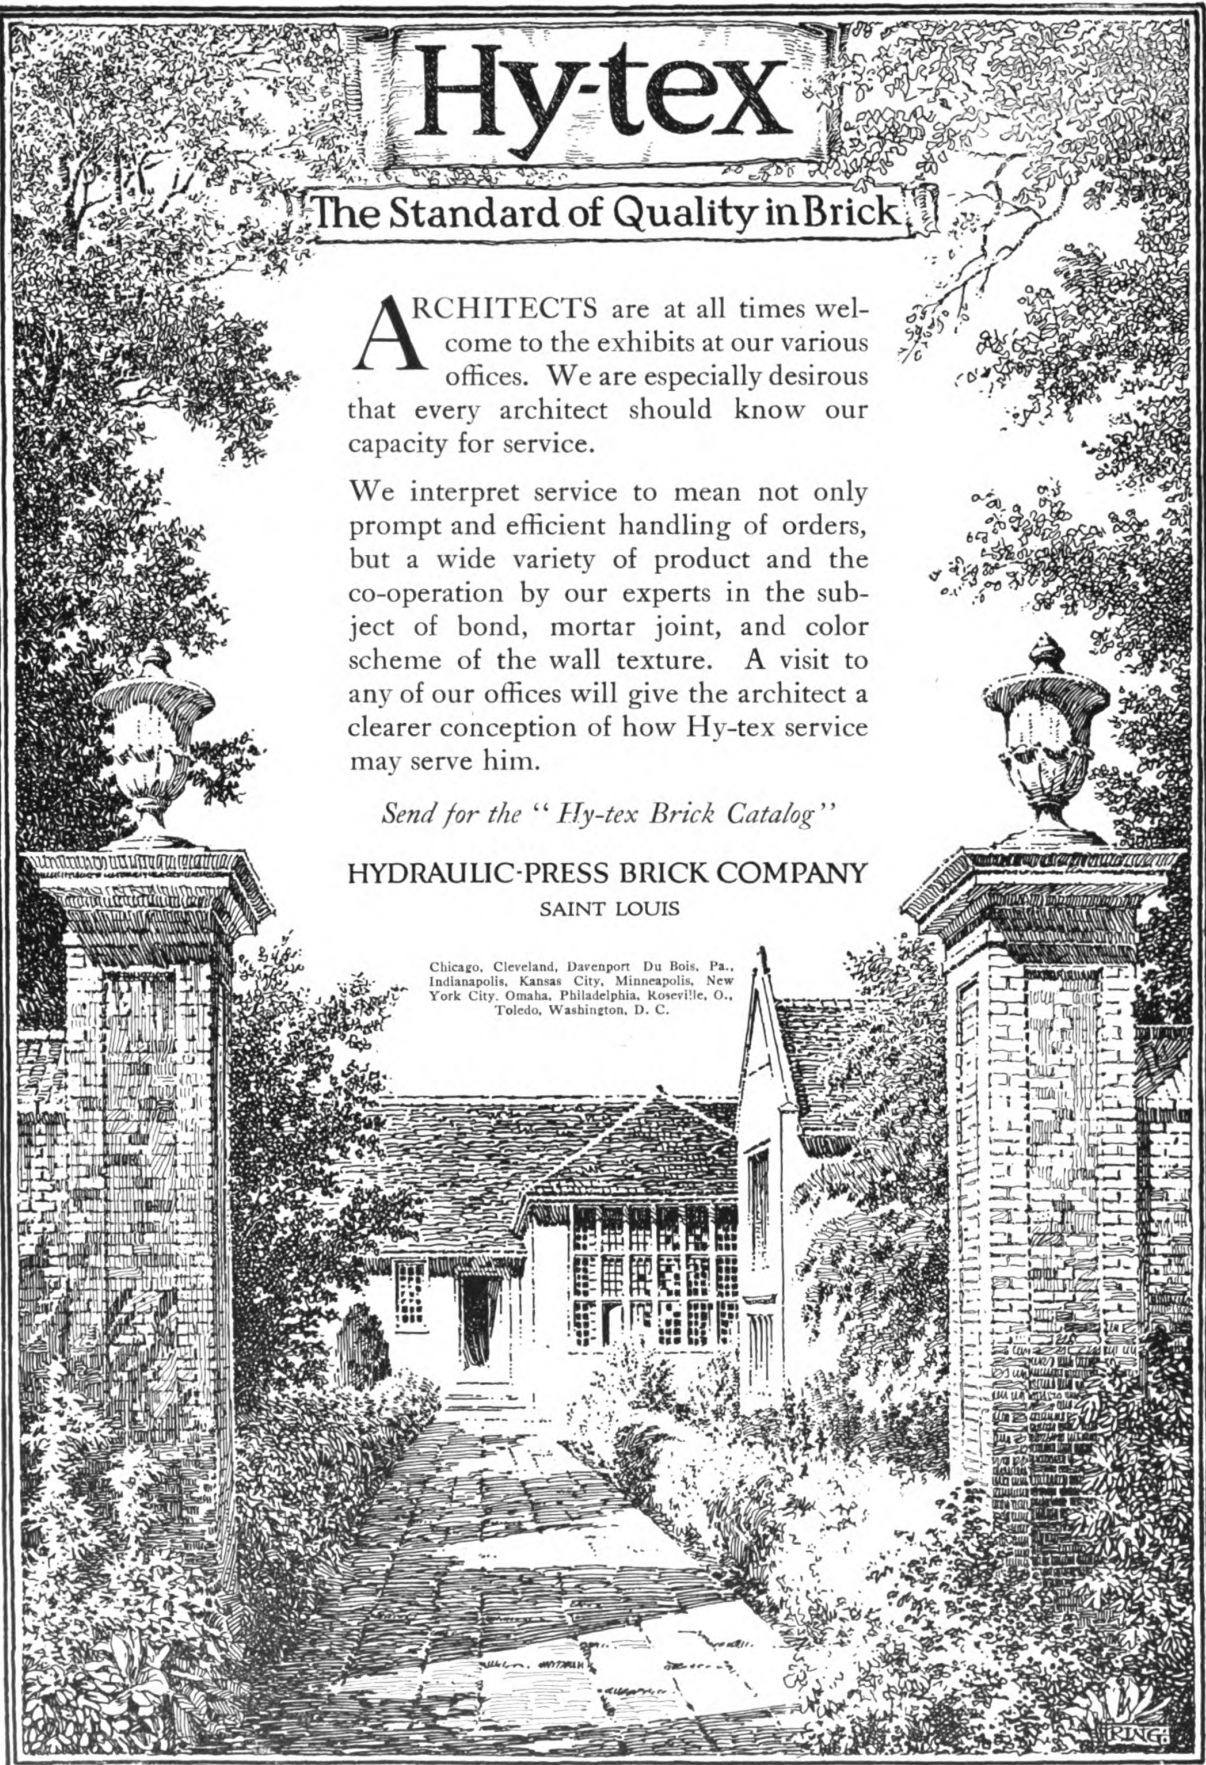 Hy-tex
The Standard of Quality in Brick
ARCHITECTS are at all times wel-
come to the exhibits at our various
offices. We are especially desirous
that every architect should know our
capacity for service.
We interpret service to mean not only
prompt and efficient handling of orders,
but a wide variety of product and the
co-operation by our experts in the sub-
ject of bond, mortar joint, and color
scheme of the wall texture. A visit to
any of our offices will give the architect a
clearer conception of how Hy-tex service
may serve him.
Send for the “Hy-tex Brick Catalog”
HYDRAULIC-PRESS BRICK COMPANY
SAINT LOUIS
Chicago, Cleveland, Davenport Du Bois, Pa.,
Indianapolis, Kansas City, Minneapolis, New
York City. Omaha, Philadelphia, Roseville, O.,
Toledo, Washington, D. C.
RING: